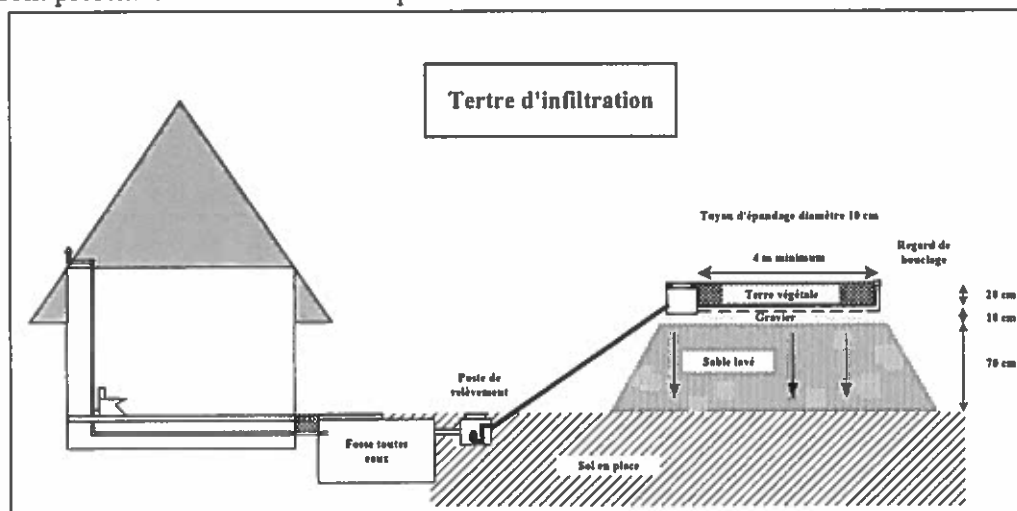 Tertre d'infiltration
Tuyau d'épandage diamètre 10 cm
Regard de
bouclage
4 m minimum
Terre végétale
20 cm
Gravier
10 cm
Sable lavé
70 cm
Poste de
relèvement
Fosse toutes
eaux
Sol en place